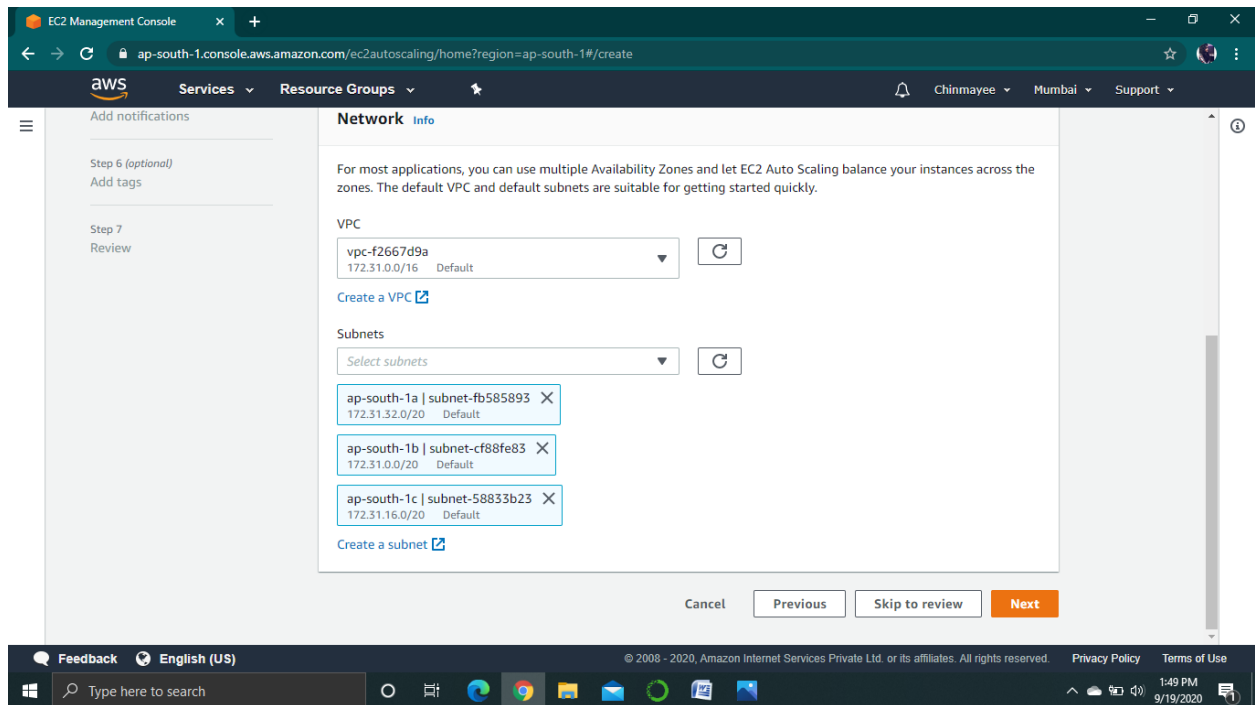 EC2 Management Console
ap-south-1.console.aws.amazon.com/ec2autoscaling/home?region=ap-south-1#/create
aws Services Resource Groups Chinmayee Mumbai Support
Add notifications
Step 6 (optional)
Add tags
Step 7
Review
Network Info
For most applications, you can use multiple Availability Zones and let EC2 Auto Scaling balance your instances across the
zones. The default VPC and default subnets are suitable for getting started quickly.
VPC
vpc-f2667d9a
172.31.0.0/16 Default
Create a VPC
Subnets
Select subnets
ap-south-1a | subnet-fb585893
172.31.32.0/20 Default
ap-south-1b | subnet-cf88fe83
172.31.0.0/20 Default
ap-south-1c | subnet-58833b23
172.31.16.0/20 Default
Create a subnet
Cancel Previous Skip to review Next
Feedback English (US) © 2008 - 2020, Amazon Internet Services Private Ltd. or its affiliates. All rights reserved. Privacy Policy Terms of Use
Type here to search
1:49 PM
9/19/2020
1